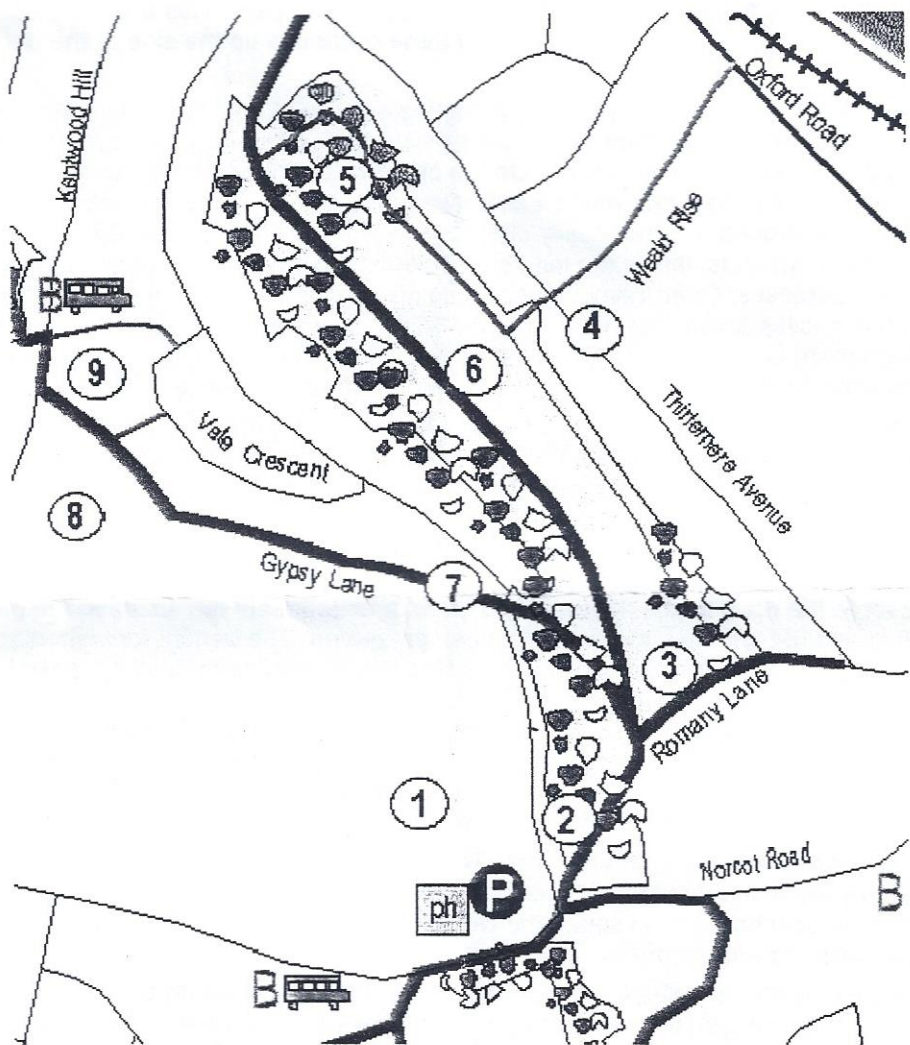 Oxford Road
Kentwood Hill
5
Weald Rise
4
B
B
6
9
Thirlemere Avenue
Vale Crescent
8
Gypsy Lane
7
3
Romany Lane
1
2
Norcot Road
P
ph
B
B
B